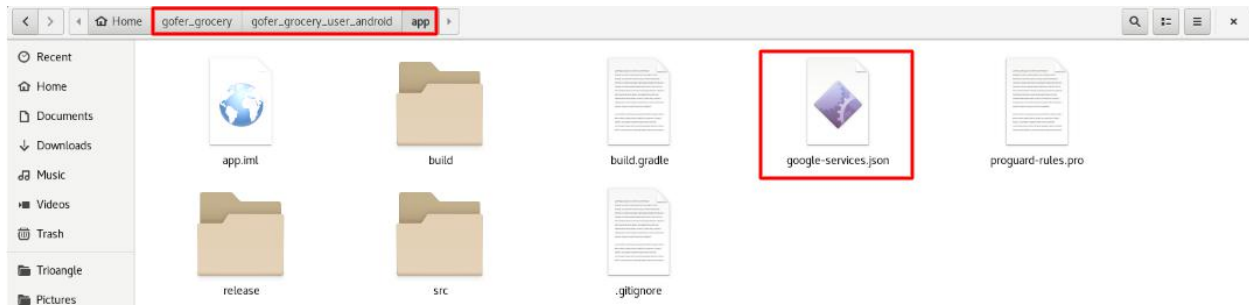 Home gofer_grocery gofer_grocery_user_android app
Recent
Home
Documents
Downloads
Music
Videos
Trash
Trioangle
Pictures
app.iml build build.gradle google-services.json proguard-rules.pro
release src .gitignore